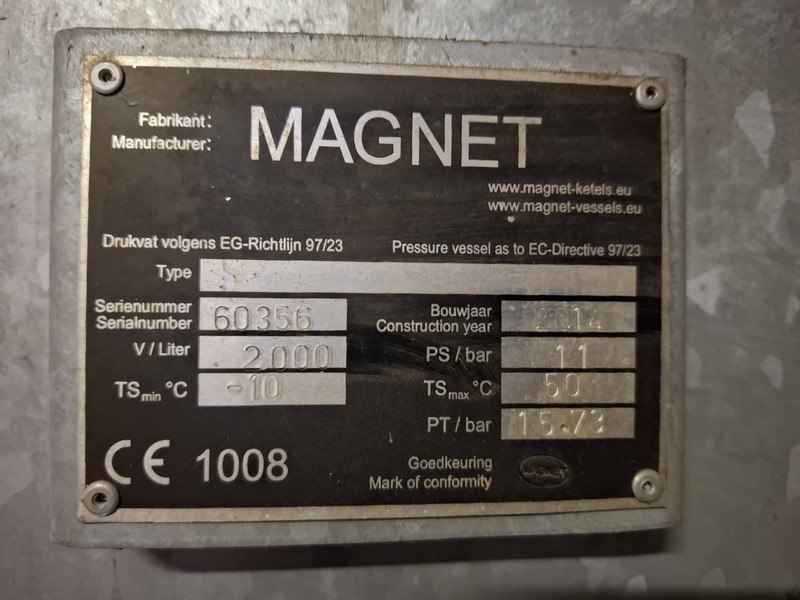 Fabrikant:
Manufacturer:
MAGNET
www.magnet-ketels.eu
www.magnet-vessels.eu
Drukvat volgens EG-Richtlijn 97/23
Pressure vessel as to EC-Directive 97/23
Type
Serienummer
Serialnumber
60356
Bouwjaar
Construction year
2014
V / Liter
2000
PS / bar
11
TSmin °C
-10
TSmax °C
50
PT / bar
15.73
CE 1008
Goedkeuring
Mark of conformity
MAGNET